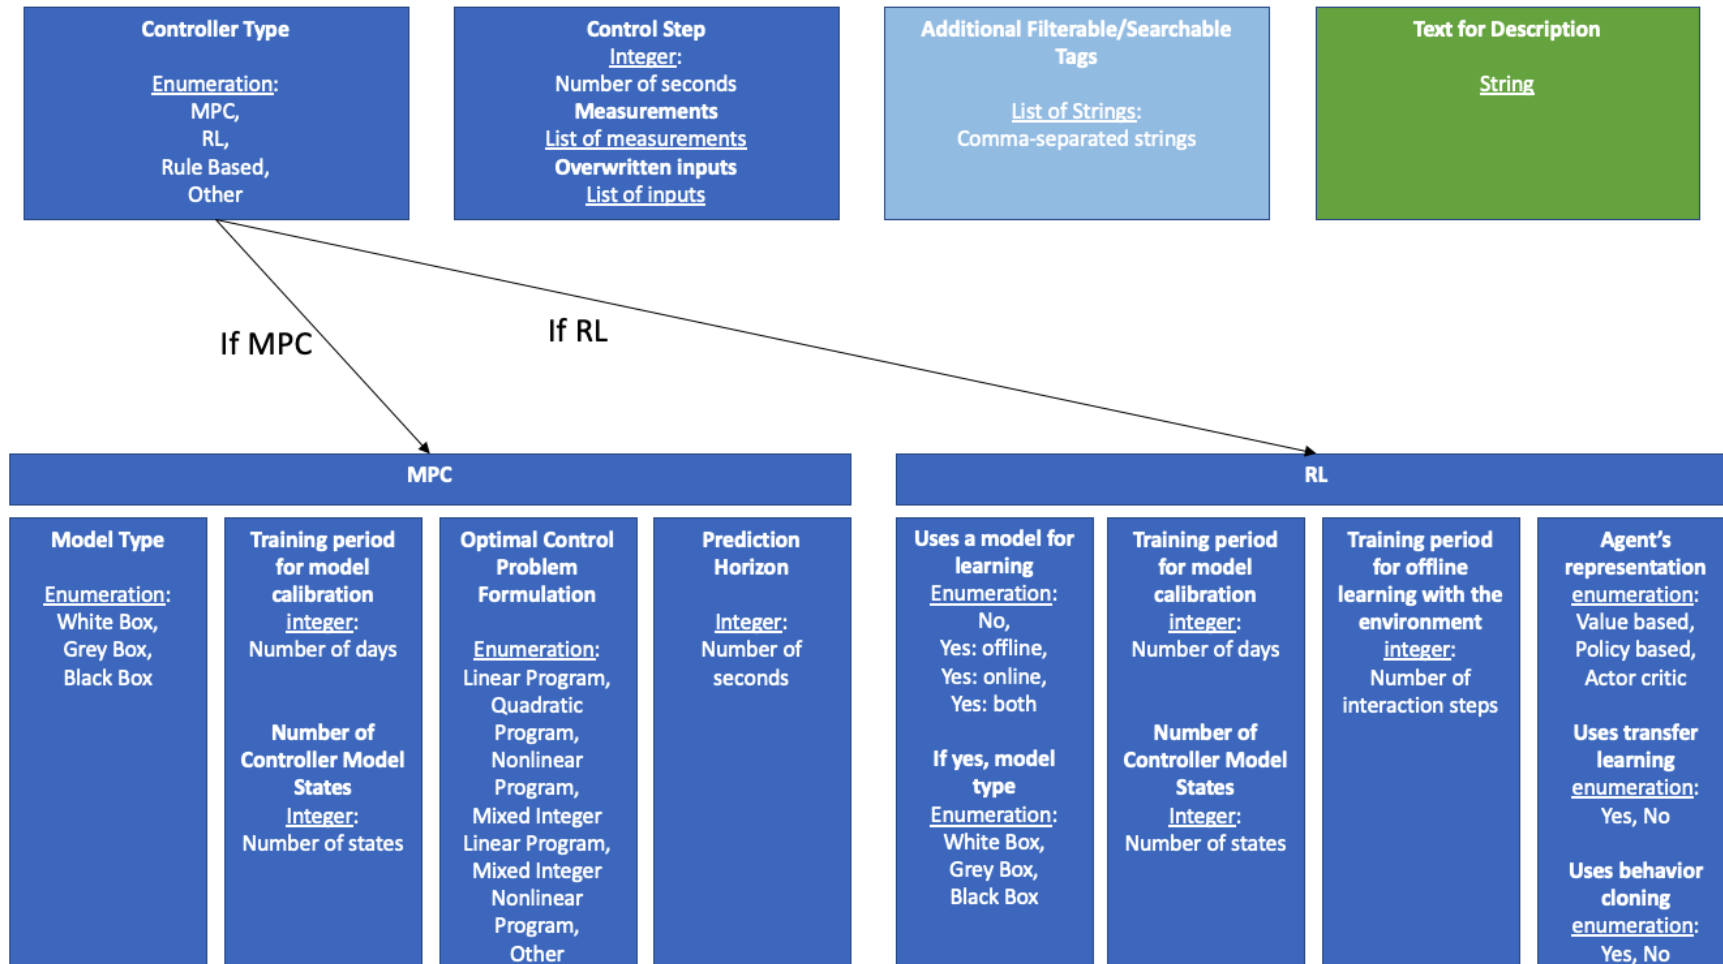 Controller Type
Enumeration:
MPC,
RL,
Rule Based,
Other
Control Step
Integer:
Number of seconds
Measurements
List of measurements
Overwritten inputs
List of inputs
Additional Filterable/Searchable
Tags
List of Strings:
Comma-separated strings
Text for Description
String
If MPC
If RL
MPC
Model Type
Enumeration:
White Box,
Grey Box,
Black Box
Training period
for model
calibration
integer:
Number of days
Number of
Controller Model
States
Integer:
Number of states
Optimal Control
Problem
Formulation
Enumeration:
Linear Program,
Quadratic
Program,
Nonlinear
Program,
Mixed Integer
Linear Program,
Mixed Integer
Nonlinear
Program,
Other
Prediction
Horizon
Integer:
Number of
seconds
RL
Uses a model for
learning
Enumeration:
No,
Yes: offline,
Yes: online,
Yes: both
If yes, model
type
Enumeration:
White Box,
Grey Box,
Black Box
Training period
for model
calibration
integer:
Number of days
Number of
Controller Model
States
Integer:
Number of states
Training period
for offline
learning with the
environment
integer:
Number of
interaction steps
Agent's
representation
enumeration:
Value based,
Policy based,
Actor critic
Uses transfer
learning
enumeration:
Yes, No
Uses behavior
cloning
enumeration:
Yes, No